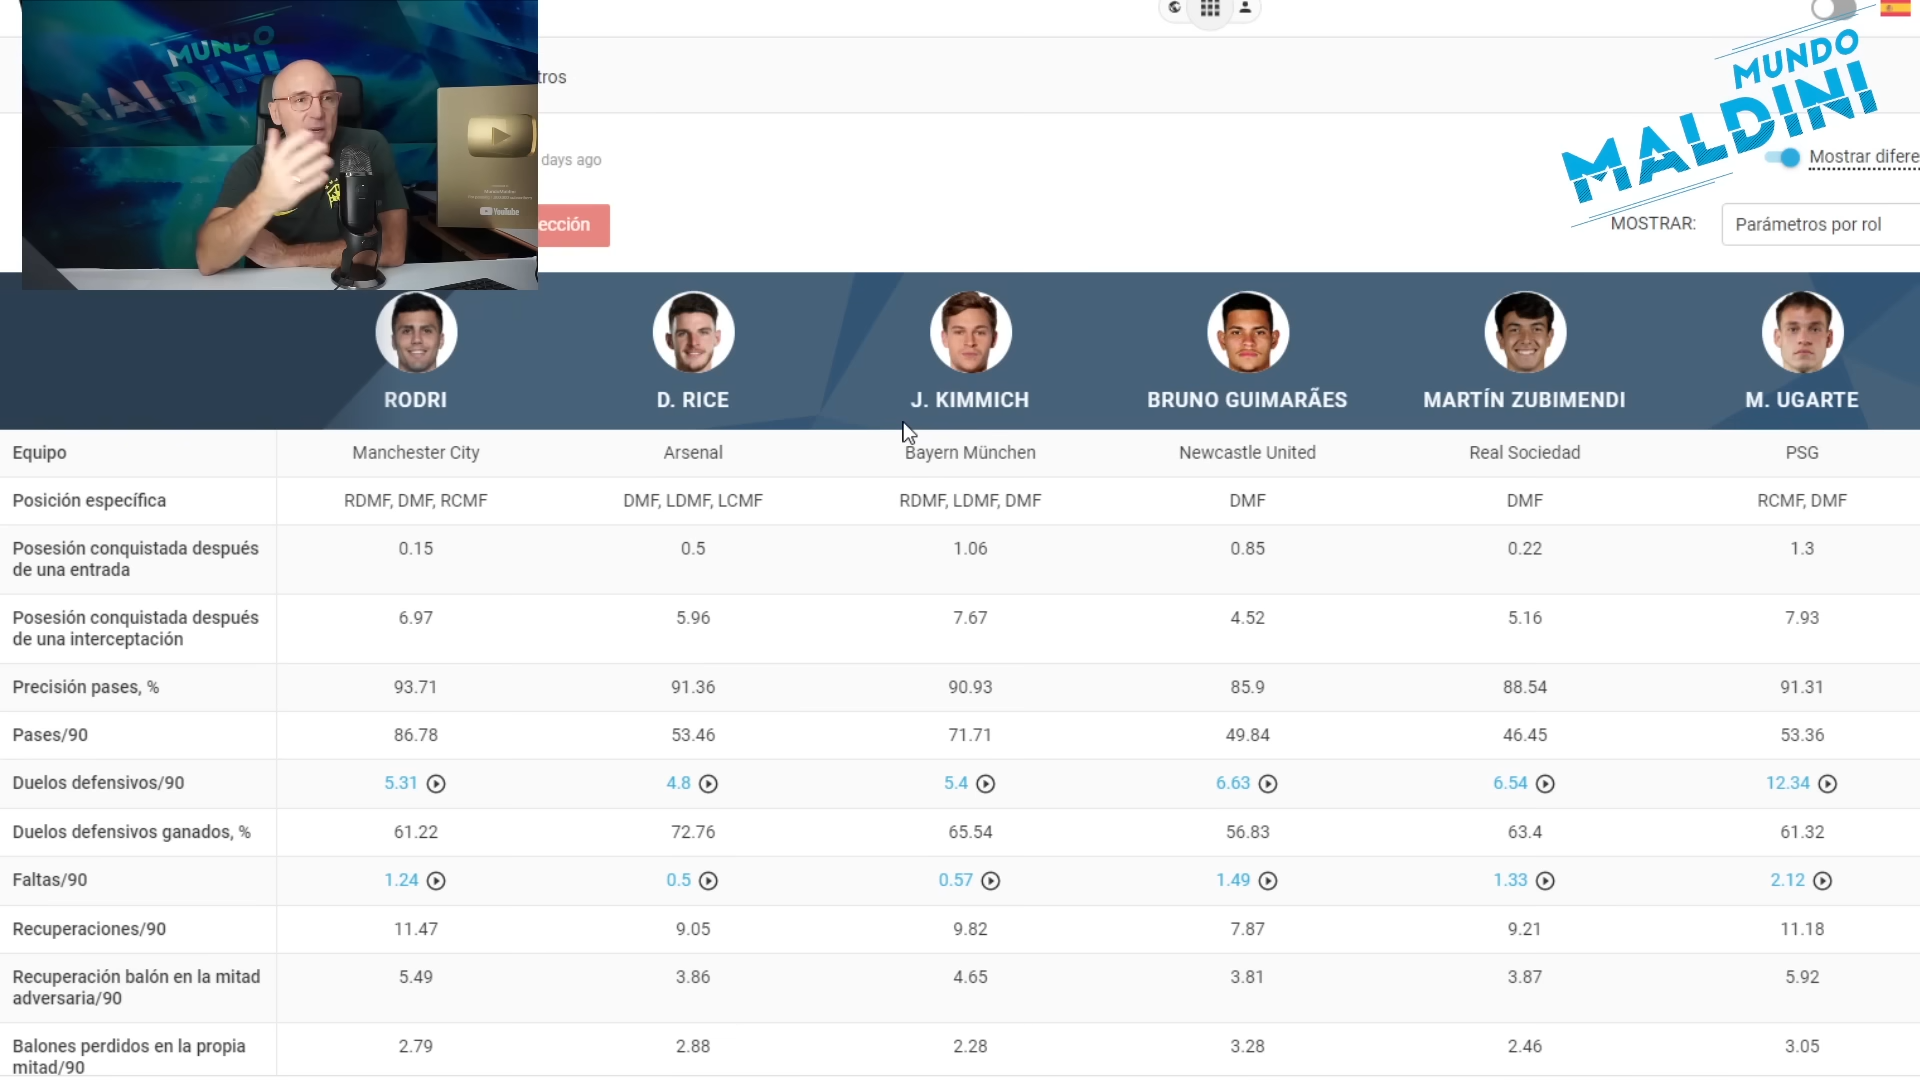 MUNDO
MALDINI
YouTube
tros
days ago
ección
MUNDO
MALDINI
Mostrar difere
MOSTRAR:
Parámetros por rol
RODRI
D. RICE
J. KIMMICH
BRUNO GUIMARÃES
MARTÍN ZUBIMENDI
M. UGARTE
Equipo
Manchester City
Arsenal
Bayern München
Newcastle United
Real Sociedad
PSG
Posición específica
RDMF, DMF, RCMF
DMF, LDMF, LCMF
RDMF, LDMF, DMF
DMF
DMF
RCMF, DMF
Posesión conquistada después
de una entrada
0.15
0.5
1.06
0.85
0.22
1.3
Posesión conquistada después
de una interceptación
6.97
5.96
7.67
4.52
5.16
7.93
Precisión pases, %
93.71
91.36
90.93
85.9
88.54
91.31
Pases/90
86.78
53.46
71.71
49.84
46.45
53.36
Duelos defensivos/90
5.31
4.8
5.4
6.63
6.54
12.34
Duelos defensivos ganados, %
61.22
72.76
65.54
56.83
63.4
61.32
Faltas/90
1.24
0.5
0.57
1.49
1.33
2.12
Recuperaciones/90
11.47
9.05
9.82
7.87
9.21
11.18
Recuperación balón en la mitad
adversaria/90
5.49
3.86
4.65
3.81
3.87
5.92
Balones perdidos en la propia
mitad/90
2.79
2.88
2.28
3.28
2.46
3.05